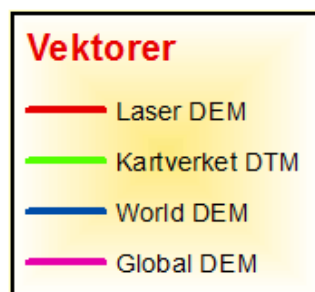 Vektorer
Laser DEM
Kartverket DTM
World DEM
Global DEM